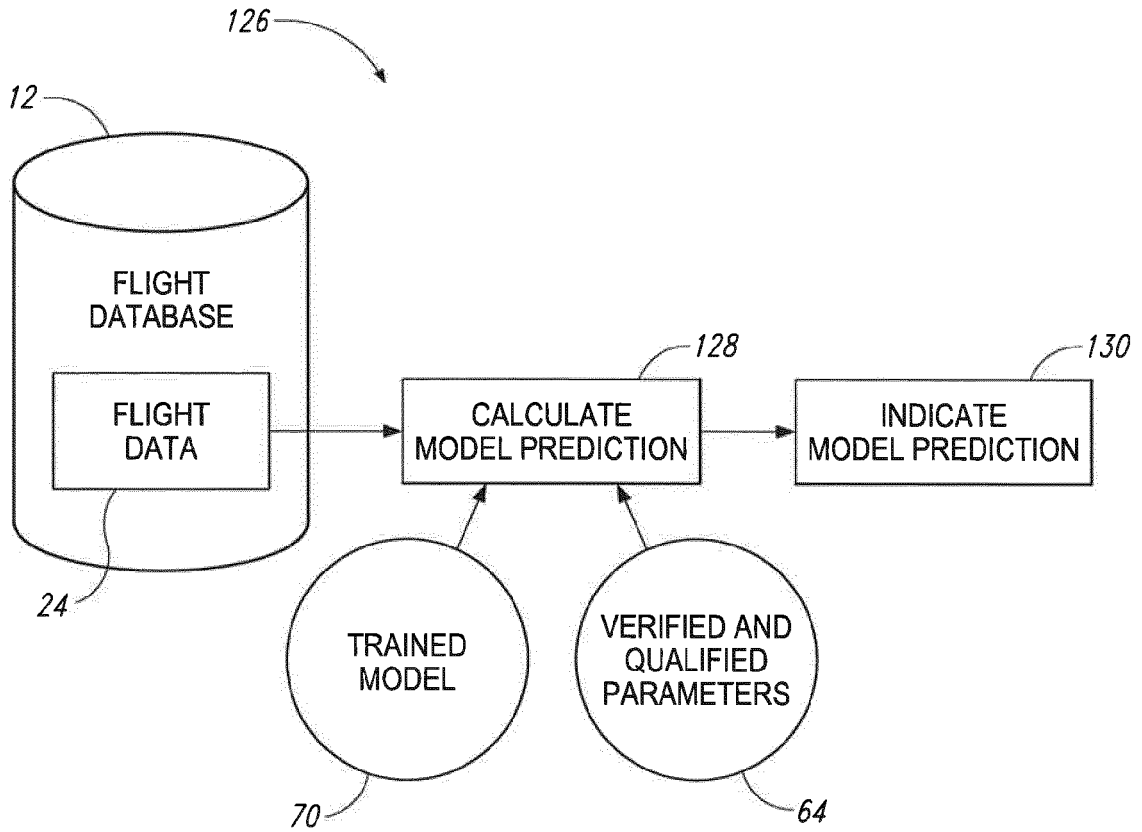 126
12
FLIGHT
DATABASE
FLIGHT
DATA
24
128
CALCULATE
MODEL PREDICTION
130
INDICATE
MODEL PREDICTION
TRAINED
MODEL
70
VERIFIED AND
QUALIFIED
PARAMETERS
64